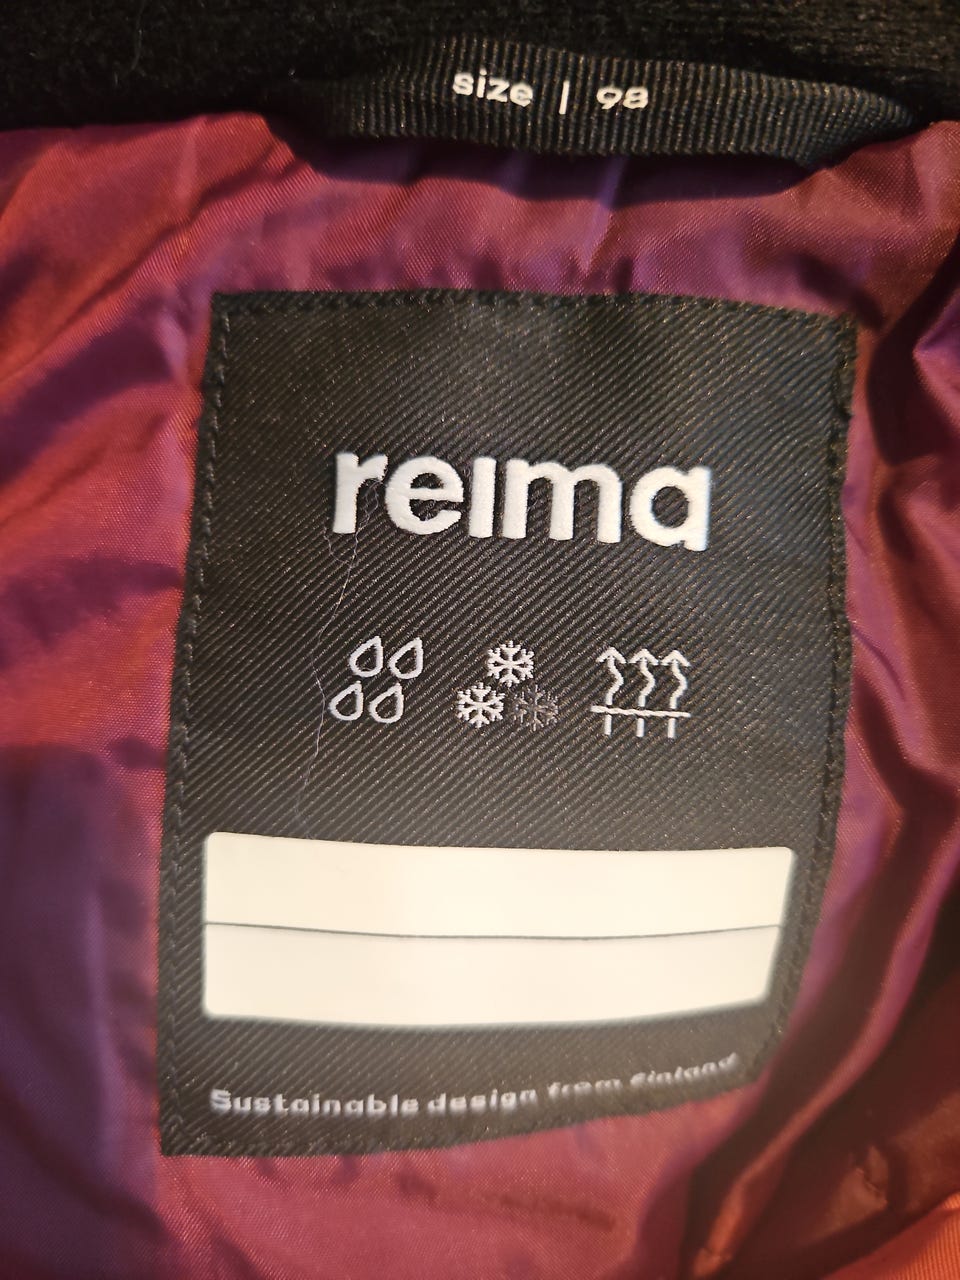 size | 98
reima
Sustainable design from Finland